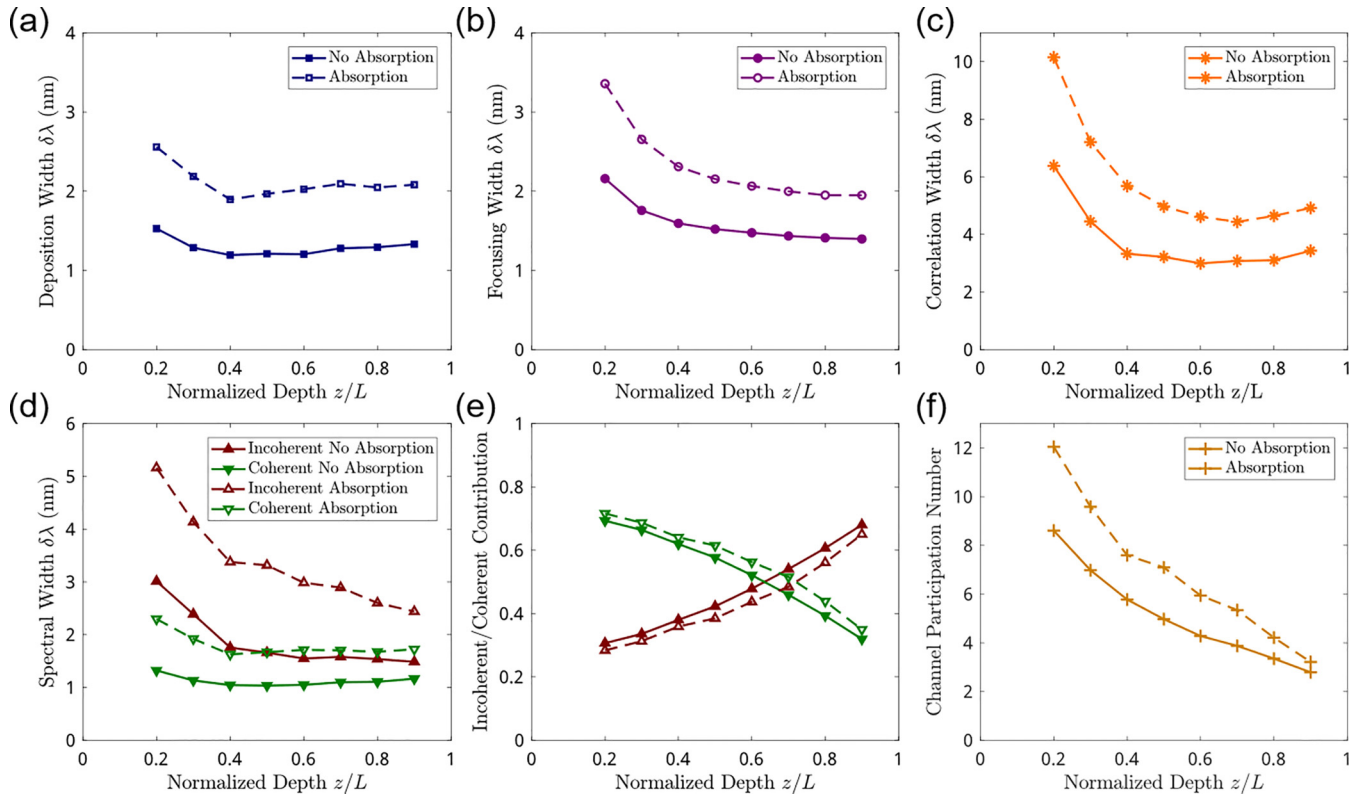 (a)
4
3
2
1
0
Deposition Width δλ (nm)
No Absorption
Absorption
0 0.2 0.4 0.6 0.8 1
Normalized Depth z/L
(b)
4
3
2
1
0
Focusing Width δλ (nm)
No Absorption
Absorption
0 0.2 0.4 0.6 0.8 1
Normalized Depth z/L
(c)
10
8
6
4
2
0
Correlation Width δλ (nm)
No Absorption
Absorption
0 0.2 0.4 0.6 0.8 1
Normalized Depth z/L
(d)
6
5
4
3
2
1
0
Spectral Width δλ (nm)
Incoherent No Absorption
Coherent No Absorption
Incoherent Absorption
Coherent Absorption
0 0.2 0.4 0.6 0.8 1
Normalized Depth z/L
(e)
1
0.8
0.6
0.4
0.2
0
Incoherent/Coherent Contribution
0 0.2 0.4 0.6 0.8 1
Normalized Depth z/L
(f)
12
10
8
6
4
2
0
Channel Participation Number
No Absorption
Absorption
0 0.2 0.4 0.6 0.8 1
Normalized Depth z/L